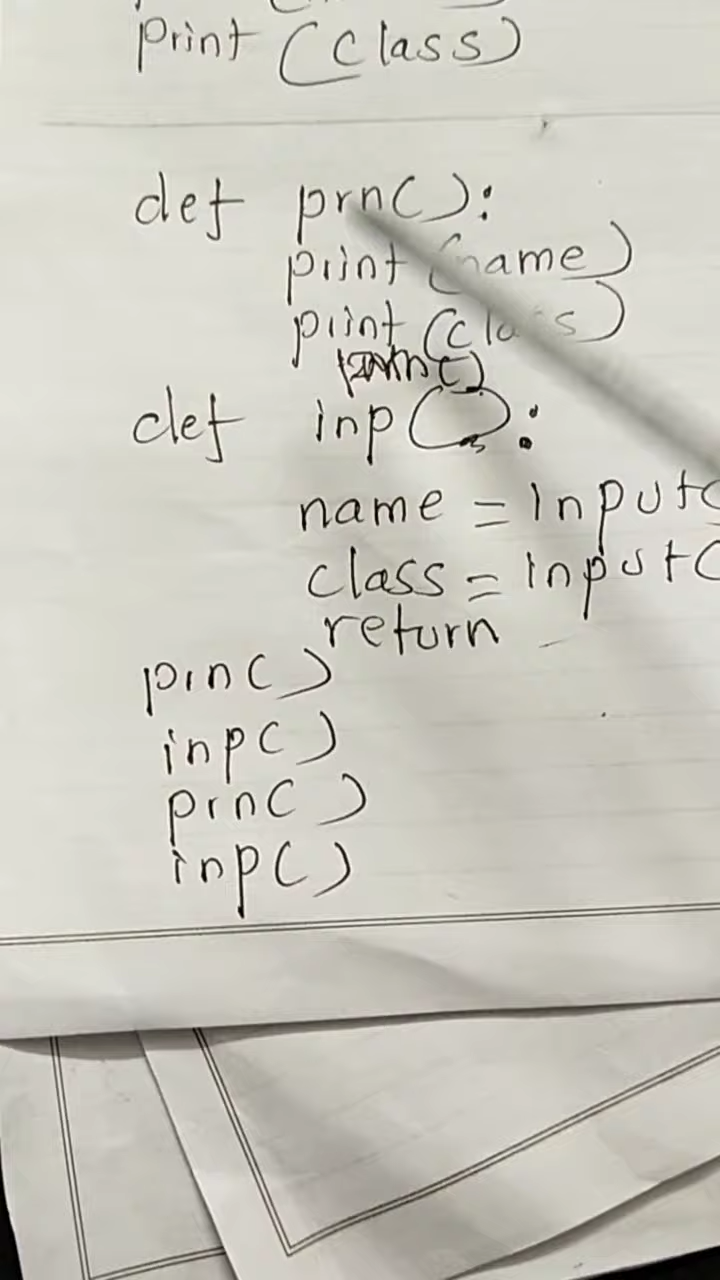 print (class)
def prn():
print (name)
print (class)
def inp():
name = input(
class = input(
return
prn()
inp()
prn()
inp()